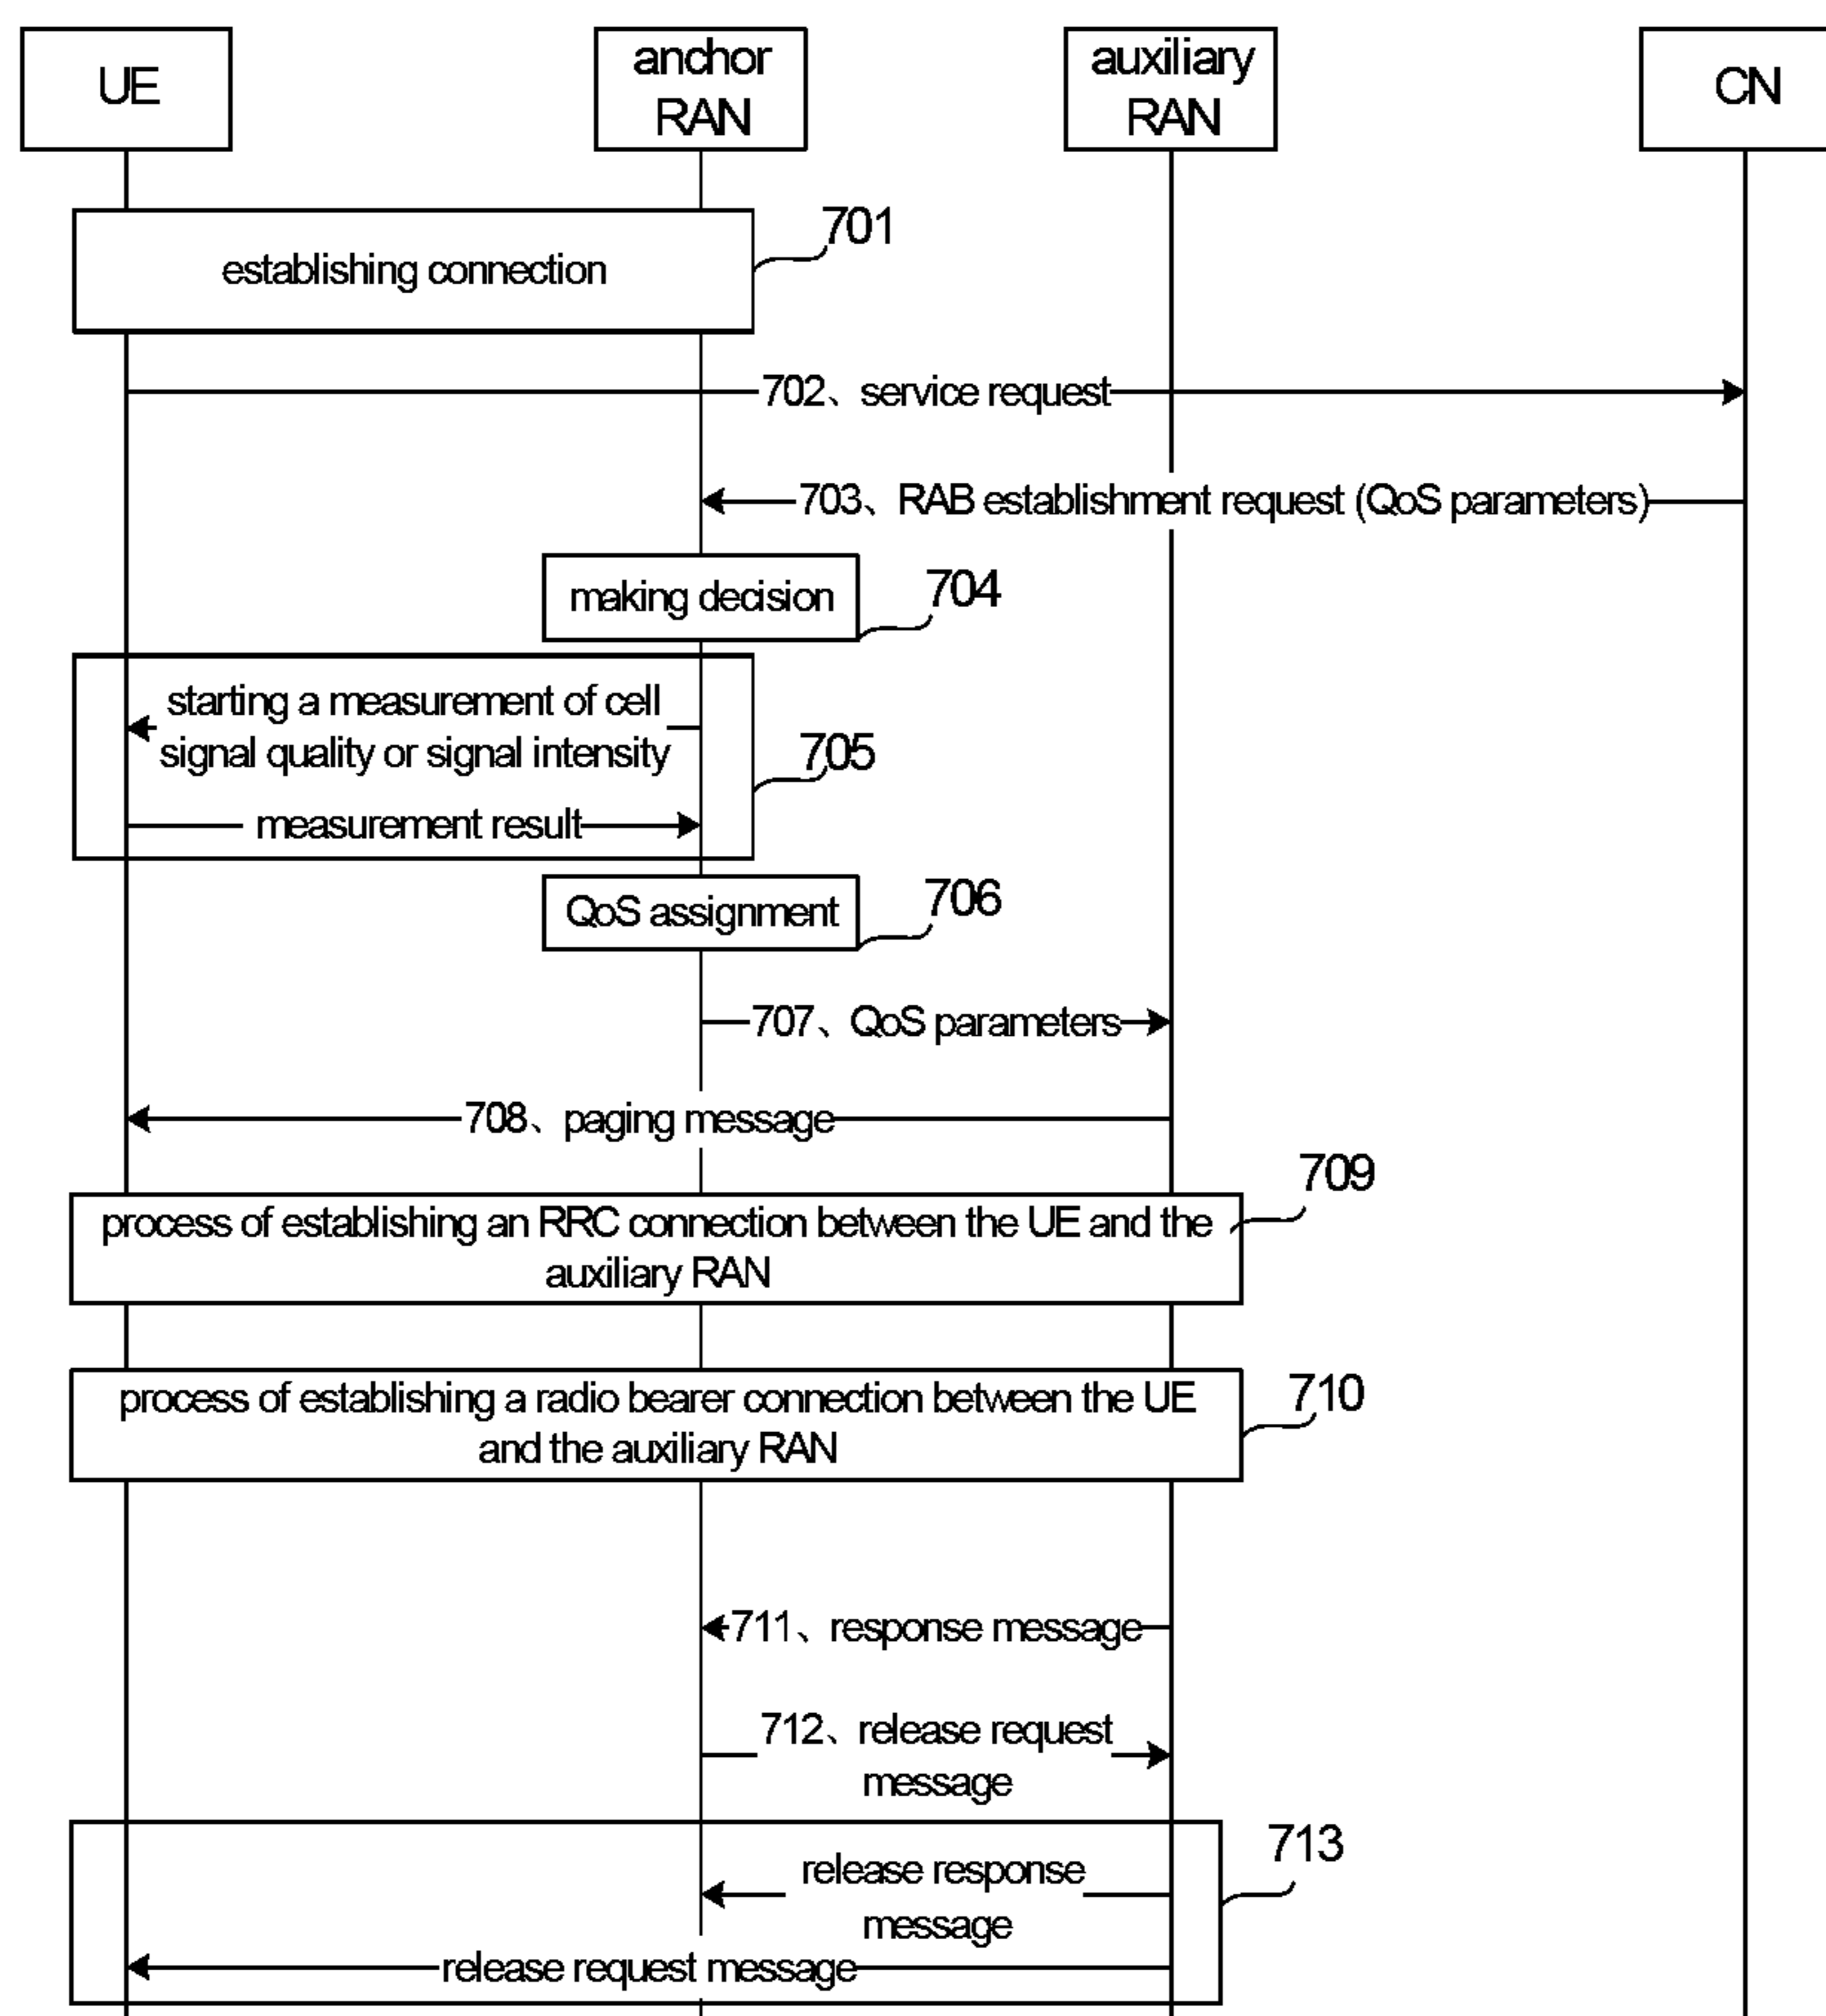 UE
anchor
RAN
auxiliary
RAN
CN
701
establishing connection
702、service request
703、RAB establishment request (QoS parameters)
making decision
704
starting a measurement of cell
signal quality or signal intensity
705
measurement result
QoS assignment
706
707、QoS parameters
708、paging message
709
process of establishing an RRC connection between the UE and the
auxiliary RAN
710
process of establishing a radio bearer connection between the UE
and the auxiliary RAN
711、response message
712、release request
message
713
release response
message
release request message